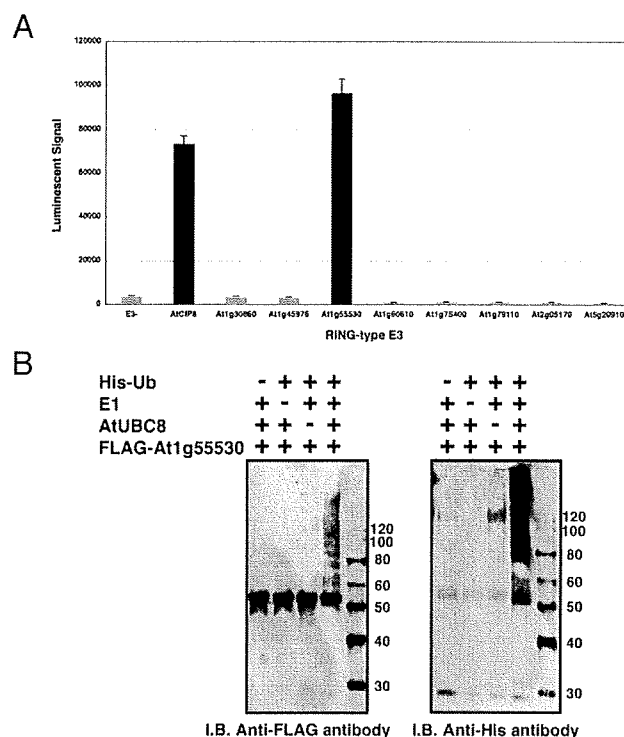 A
120000
100000
80000
60000
40000
20000
0
Luminescent Signal
E3- AtCIP8 At1g30860 At1g45976 At1g55530 At1g60610 At1g75400 At1g79110 At2g05170 At5g20910
RING-type E3
B
His-Ub - + + + - + + +
E1 + - + + + - + +
AtUBC8 + + - + + + - +
FLAG-At1g55530 + + + + + + + +
120
100
80
60
50
40
30
120
100
80
60
50
40
30
I.B. Anti-FLAG antibody I.B. Anti-His antibody